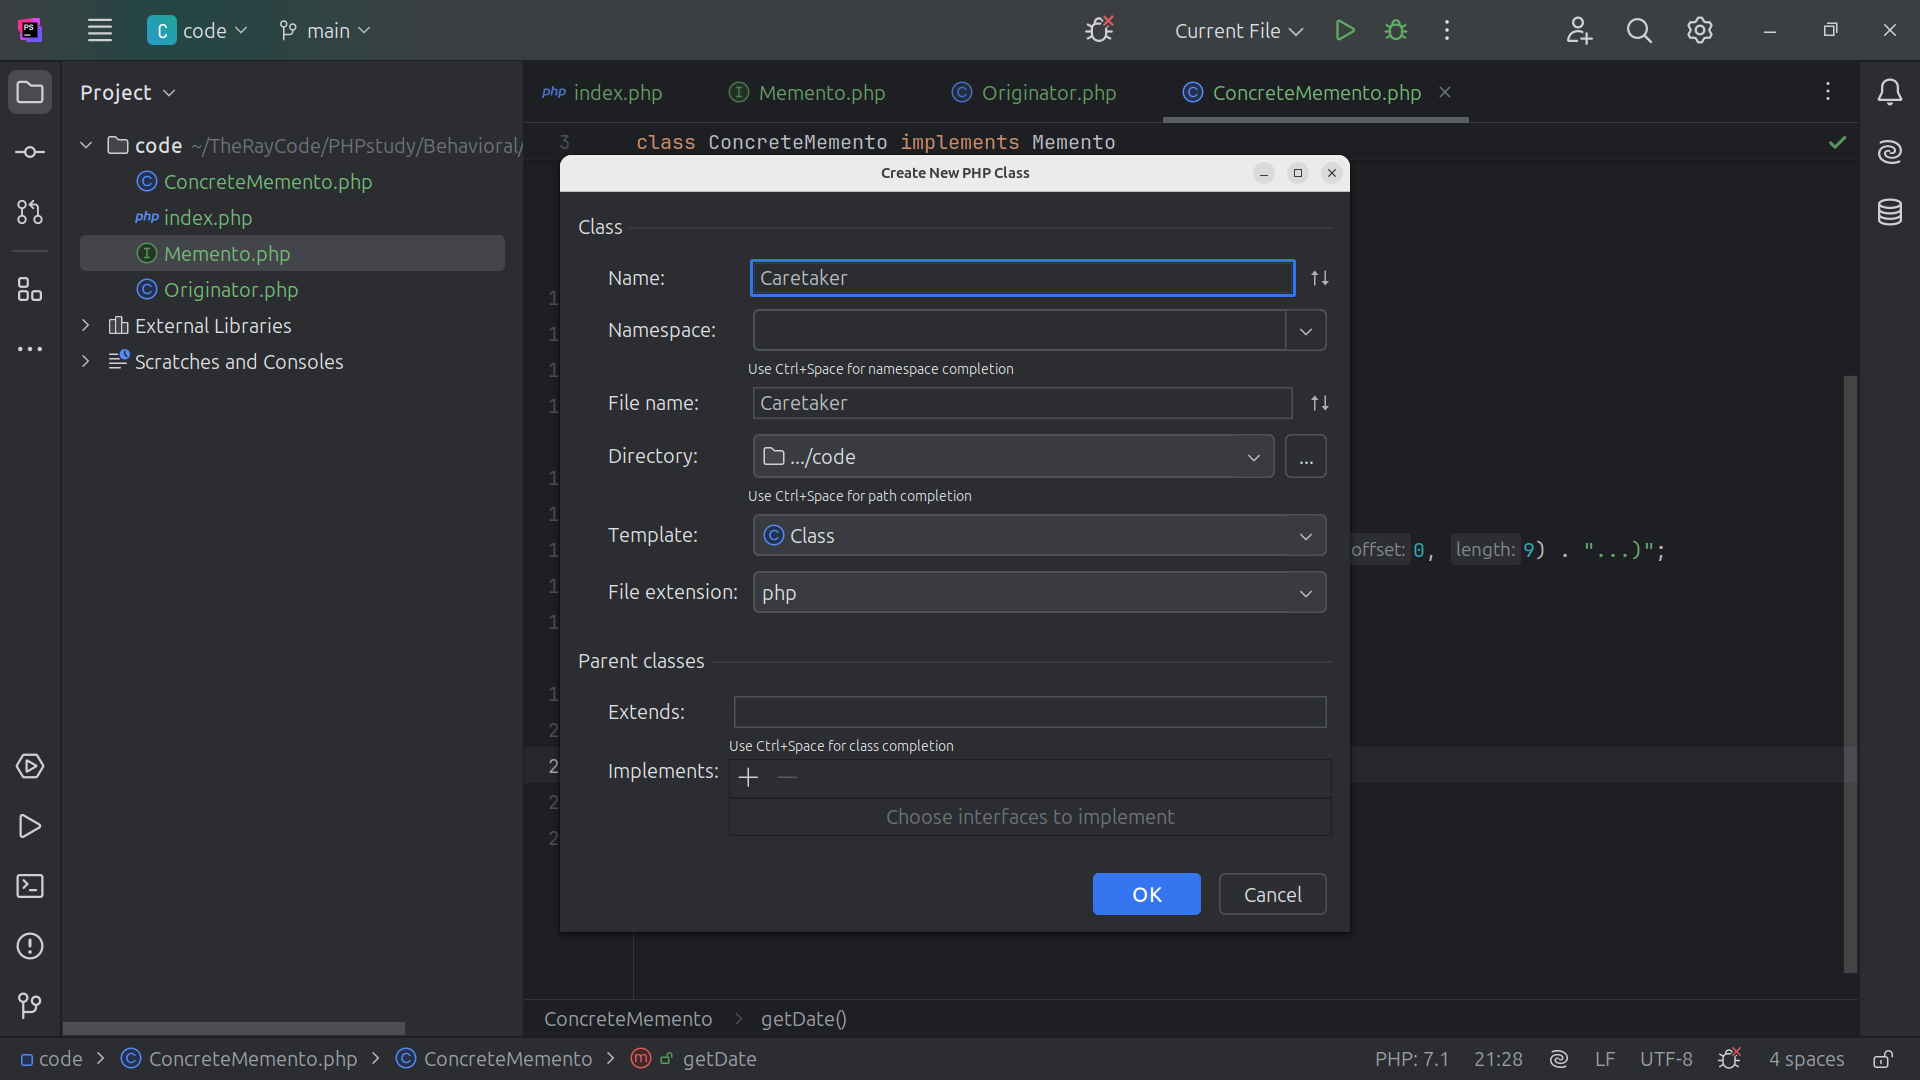 PS
C code
main
Current File
Project
php index.php
Memento.php
Originator.php
ConcreteMemento.php
code ~/TheRayCode/PHPstudy/Behavioral/
ConcreteMemento.php
php index.php
Memento.php
Originator.php
External Libraries
Scratches and Consoles
3 class ConcreteMemento implements Memento
Create New PHP Class
Class
Name: Caretaker
Namespace:
Use Ctrl+Space for namespace completion
File name: Caretaker
Directory: .../code ...
Use Ctrl+Space for path completion
Template: Class
offset: 0, length: 9) . "...)";
File extension: php
Parent classes
Extends:
Use Ctrl+Space for class completion
Implements:
Choose interfaces to implement
OK Cancel
ConcreteMemento > getDate()
code > ConcreteMemento.php > ConcreteMemento > getDate
PHP: 7.1 21:28 LF UTF-8 4 spaces